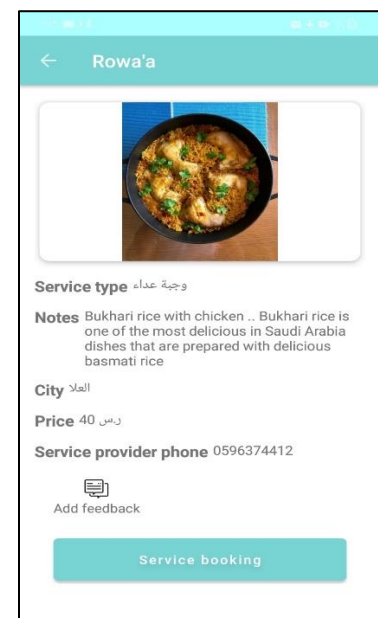 Rowa'a
Service type وجبة عداء
Notes Bukhari rice with chicken .. Bukhari rice is
one of the most delicious in Saudi Arabia
dishes that are prepared with delicious
basmati rice
City العلا
Price 40 ر.س
Service provider phone 0596374412
Add feedback
Service booking